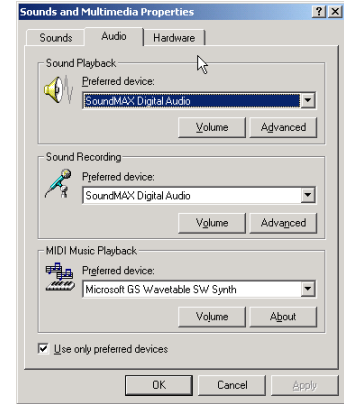 Sounds and Multimedia Properties
Sounds Audio Hardware
Sound Playback
Preferred device:
SoundMAX Digital Audio
Volume Advanced
Sound Recording
Preferred device:
SoundMAX Digital Audio
Volume Advanced
MIDI Music Playback
Preferred device:
Microsoft GS Wavetable SW Synth
Volume About
Use only preferred devices
OK Cancel Apply